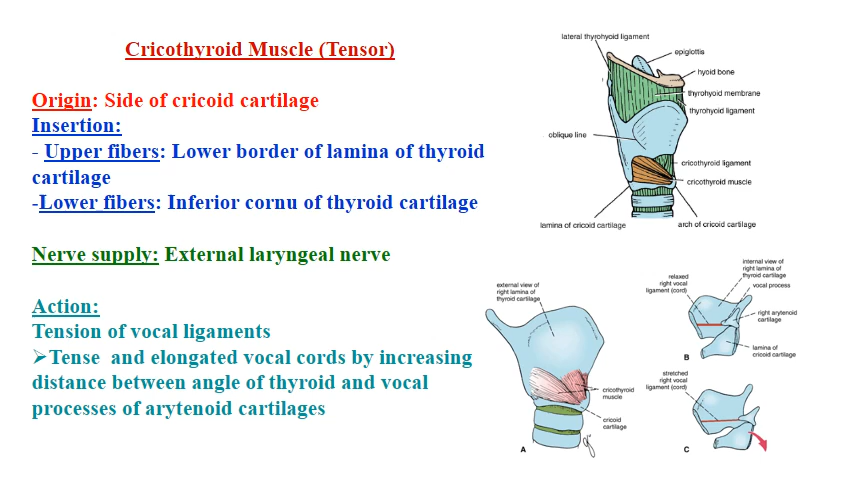 Cricothyroid Muscle (Tensor)
Origin: Side of cricoid cartilage
Insertion:
- Upper fibers: Lower border of lamina of thyroid
cartilage
-Lower fibers: Inferior cornu of thyroid cartilage
Nerve supply: External laryngeal nerve
Action:
Tension of vocal ligaments
➢Tense and elongated vocal cords by increasing
distance between angle of thyroid and vocal
processes of arytenoid cartilages
lateral thyrohyoid ligament
epiglottis
hyoid bone
thyrohyoid membrane
thyrohyoid ligament
oblique line
cricothyroid ligament
cricothyroid muscle
lamina of cricoid cartilage
arch of cricoid cartilage
external view of
right lamina of
thyroid cartilage
cricothyroid
muscle
cricoid
cartilage
A
internal view of
right lamina of
thyroid cartilage
vocal process
relaxed
right vocal
ligament (cord)
right arytenoid
cartilage
lamina of
cricoid cartilage
B
stretched
right vocal
ligament (cord)
C